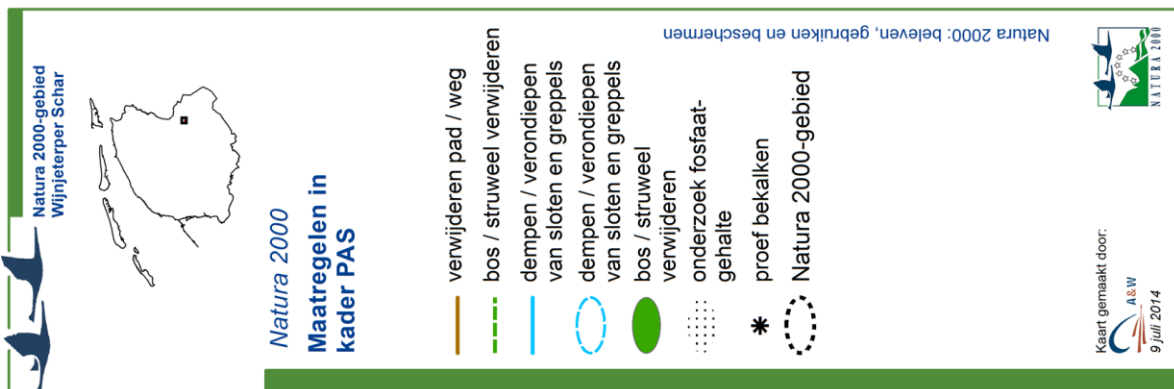 Natura 2000-gebied
Wijnjeterper Schar
Natura 2000
Maatregelen in
kader PAS
verwijderen pad / weg
bos / struweel verwijderen
dempen / verondiepen
van sloten en greppels
dempen / verondiepen
van sloten en greppels
bos / struweel
verwijderen
onderzoek fosfaat-
gehalte
proef bekalken
Natura 2000-gebied
Natura 2000: beleven, gebruiken en beschermen
Kaart gemaakt door:
A&W
9 juli 2014
NATURA 2000